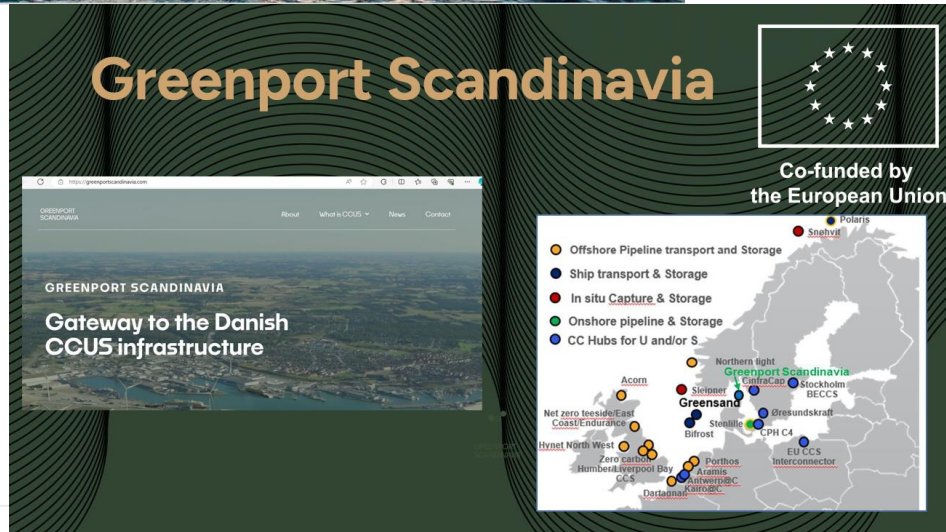 Greenport Scandinavia
Co-funded by
the European Union
https://greenportscandinavia.com
GREENPORT
SCANDINAVIA
About
What is CCUS
News
Contact
GREENPORT SCANDINAVIA
Gateway to the Danish
CCUS infrastructure
Offshore Pipeline transport and Storage
Ship transport & Storage
In situ Capture & Storage
Onshore pipeline & Storage
CC Hubs for U and/or S
Polaris
Snøhvit
Northern light
Greenport Scandinavia
Acorn
Sleipner
CinfraCap
Stockholm
BECCS
Greensand
Net zero teeside/East
Coast/Endurance
Bifrost
Stenlille
Øresundskraft
CPH C4
Hynet North West
EU CCS
Interconnector
Zero carbon
Humber/Liverpool Bay
CCS
Porthos
Aramis
Antwerp@C
Kairo@C
Dartagnan